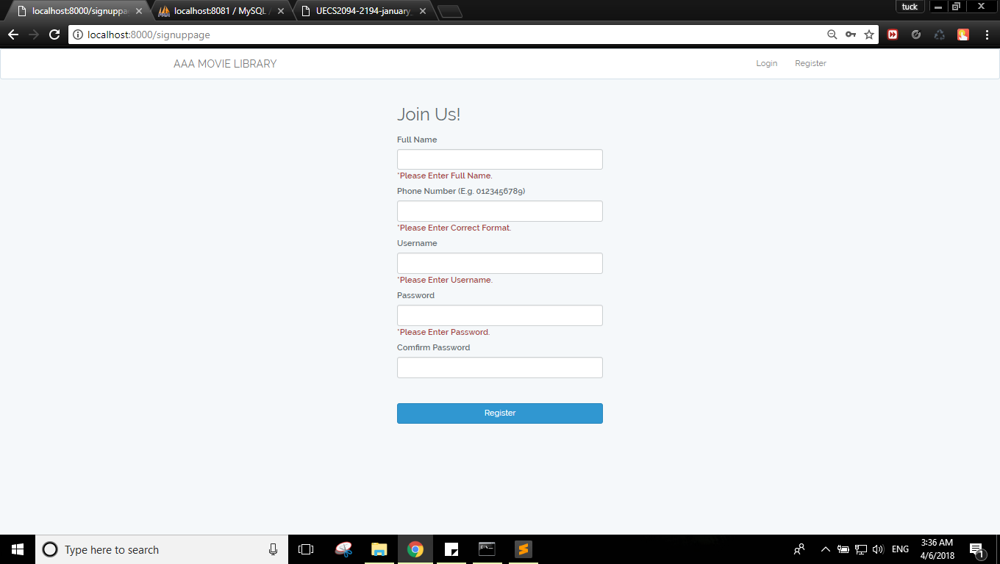 localhost:8000/signuppa
localhost:8081 / MySQL /
UECS2094-2194-january_
tuck
localhost:8000/signuppage
AAA MOVIE LIBRARY
Login
Register
Join Us!
Full Name
*Please Enter Full Name.
Phone Number (E.g. 0123456789)
*Please Enter Correct Format.
Username
*Please Enter Username.
Password
*Please Enter Password.
Comfirm Password
Register
Type here to search
ENG
3:36 AM
4/6/2018
1